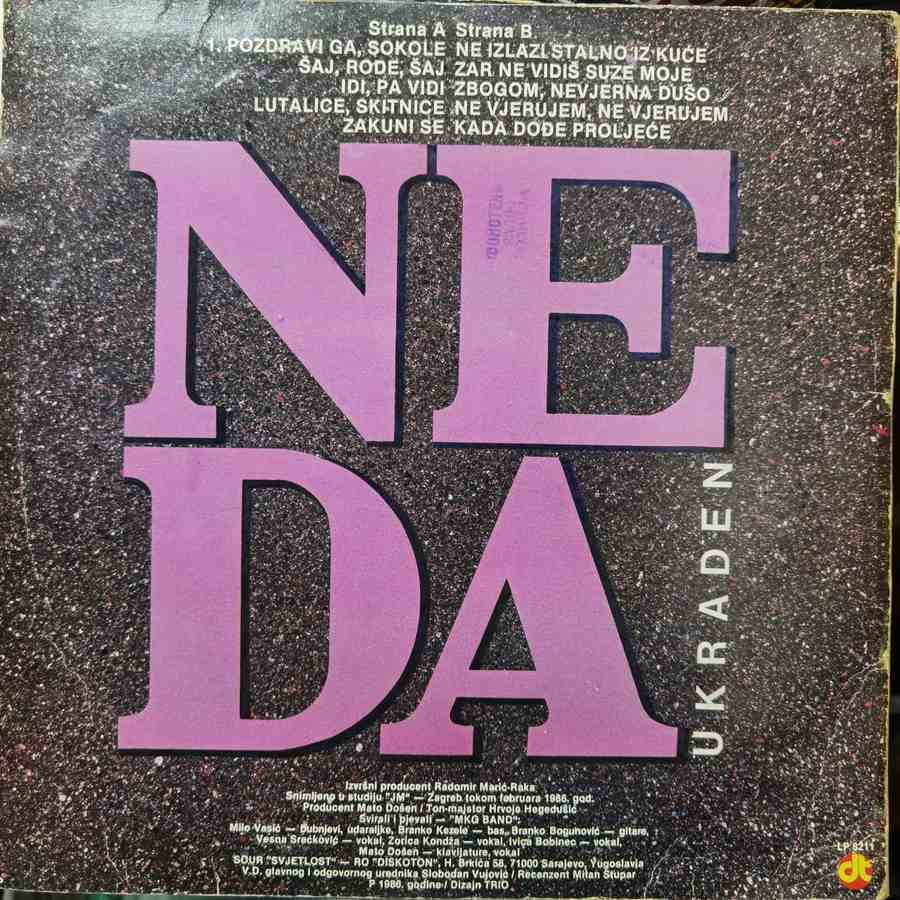 Strana A Strana B
1. POZDRAVI GA, SOKOLE NE IZLAZI STALNO IZ KUĆE
ŠAJ, RODE, ŠAJ ZAR NE VIDIŠ SUZE MOJE
IDI, PA VIDI ZBOGOM, NEVJERNA DUŠO
LUTALICE, SKITNICE NE VJERUJEM, NE VJERUJEM
ZAKUNI SE KADA DOĐE PROLJEĆE
NE
DA
UKRADEN
Izvršni producent Radomir Marić-Raka
Snimljeno u studiju "JM" — Zagreb tokom februara 1986. god.
Producent Mato Došen / Ton-majstor Hrvoje Hegedušić
Svirali i pjevali — "MKG BAND":
Milo Vasić — bubnjevi, udaraljke, Branko Kezele — bas, Branko Bogunović — gitare,
Vesna Srećković — vokal, Zorica Kondža — vokal, Ivica Bobinec — vokal,
Mato Došen — klavijature, vokal
SOUR "SVJETLOST" — RO "DISKOTON", H. Brkića 58, 71000 Sarajevo, Yugoslavia
V.D. glavnog i odgovornog urednika Slobodan Vujović / Recenzent Milan Stupar
P 1986. godine / Dizajn TRIO
LP 8211
dt